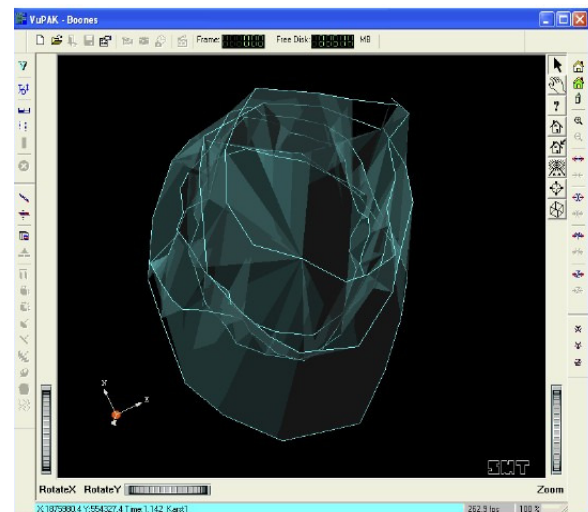 VuPAK - Boones
Frame: Free Disk: MB
Y
X
SMT
RotateX RotateY Zoom
X:1875980.4 Y:554327.4 Time:1.142 Karst1 262.9 fps 100 %